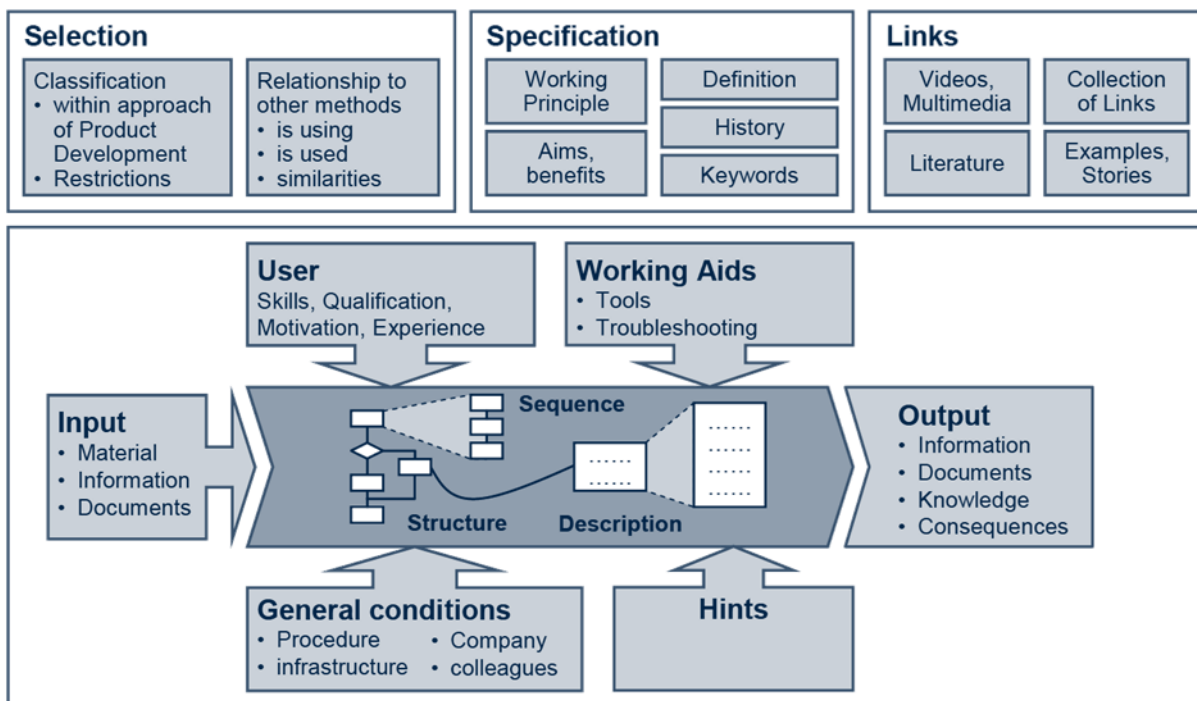 Selection
Classification
• within approach
of Product
Development
• Restrictions
Relationship to
other methods
• is using
• is used
• similarities
Specification
Working
Principle
Aims,
benefits
Definition
History
Keywords
Links
Videos,
Multimedia
Collection
of Links
Literature
Examples,
Stories
User
Skills, Qualification,
Motivation, Experience
Working Aids
• Tools
• Troubleshooting
Input
• Material
• Information
• Documents
Sequence
Structure
Description
Output
• Information
• Documents
• Knowledge
• Consequences
General conditions
• Procedure
• infrastructure
• Company
• colleagues
Hints